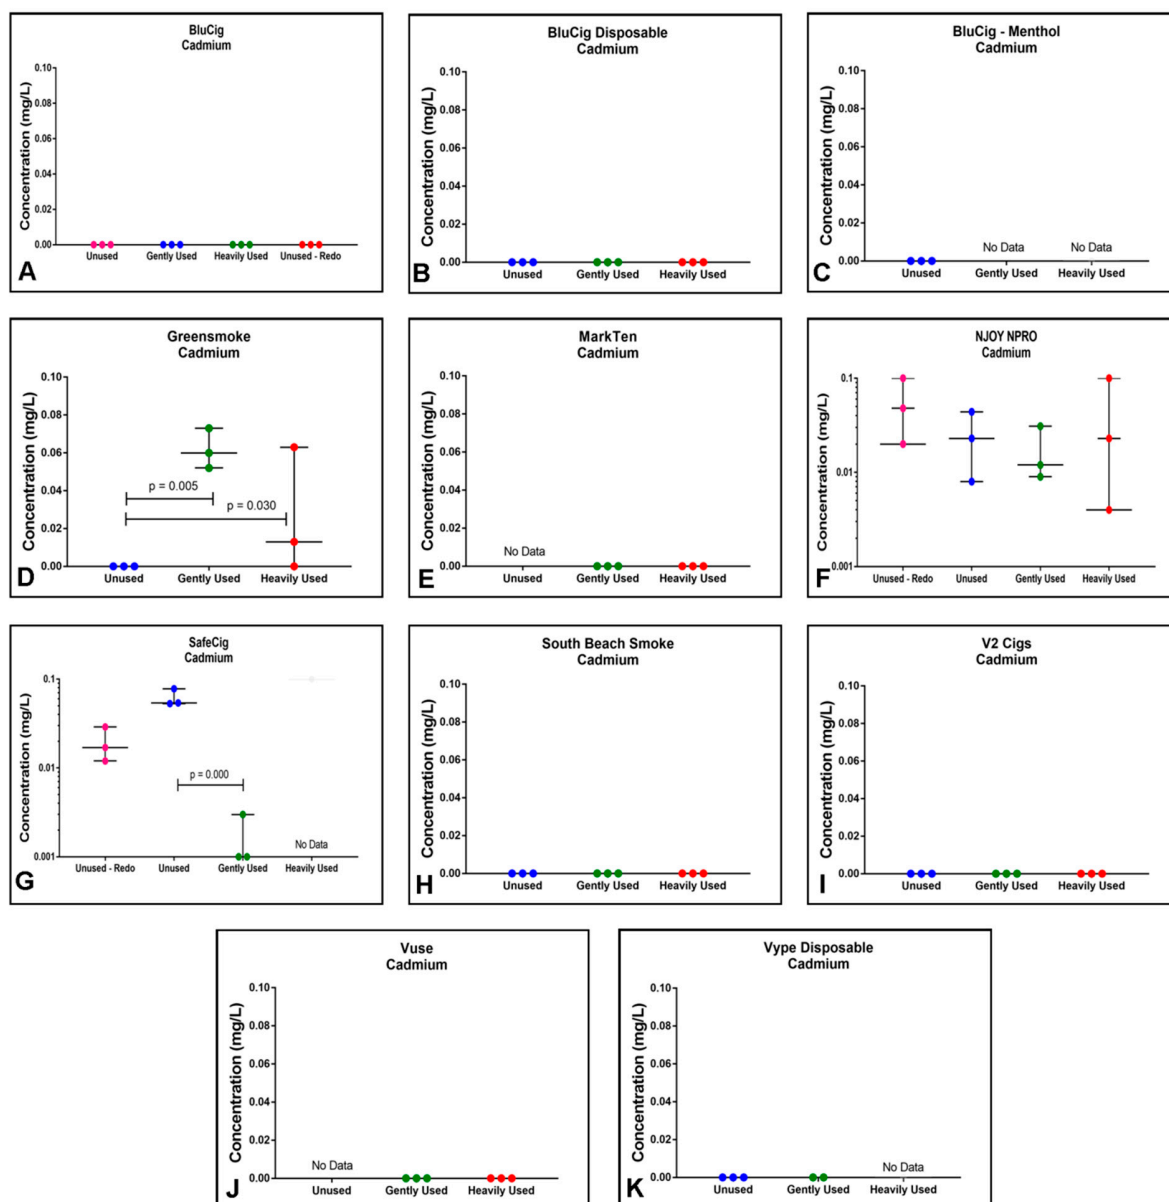 BluCig
Cadmium
Concentration (mg/L)
0.10
0.08
0.06
0.04
0.02
0.00
Unused Gently Used Heavily Used Unused - Redo
A
BluCig Disposable
Cadmium
Concentration (mg/L)
0.10
0.08
0.06
0.04
0.02
0.00
Unused Gently Used Heavily Used
B
BluCig - Menthol
Cadmium
Concentration (mg/L)
0.10
0.08
0.06
0.04
0.02
0.00
No Data No Data
Unused Gently Used Heavily Used
C
Greensmoke
Cadmium
Concentration (mg/L)
0.10
0.08
0.06
0.04
0.02
0.00
p = 0.005
p = 0.030
Unused Gently Used Heavily Used
D
MarkTen
Cadmium
Concentration (mg/L)
0.10
0.08
0.06
0.04
0.02
0.00
No Data
Unused Gently Used Heavily Used
E
NJOY NPRO
Cadmium
Concentration (mg/L)
0.1
0.01
0.001
Unused - Redo Unused Gently Used Heavily Used
F
SafeCig
Cadmium
Concentration (mg/L)
0.1
0.01
0.001
p = 0.000
No Data
Unused - Redo Unused Gently Used Heavily Used
G
South Beach Smoke
Cadmium
Concentration (mg/L)
0.10
0.08
0.06
0.04
0.02
0.00
Unused Gently Used Heavily Used
H
V2 Cigs
Cadmium
Concentration (mg/L)
0.10
0.08
0.06
0.04
0.02
0.00
Unused Gently Used Heavily Used
I
Vuse
Cadmium
Concentration (mg/L)
0.10
0.08
0.06
0.04
0.02
0.00
No Data
Unused Gently Used Heavily Used
J
Vype Disposable
Cadmium
Concentration (mg/L)
0.10
0.08
0.06
0.04
0.02
0.00
No Data
Unused Gently Used Heavily Used
K